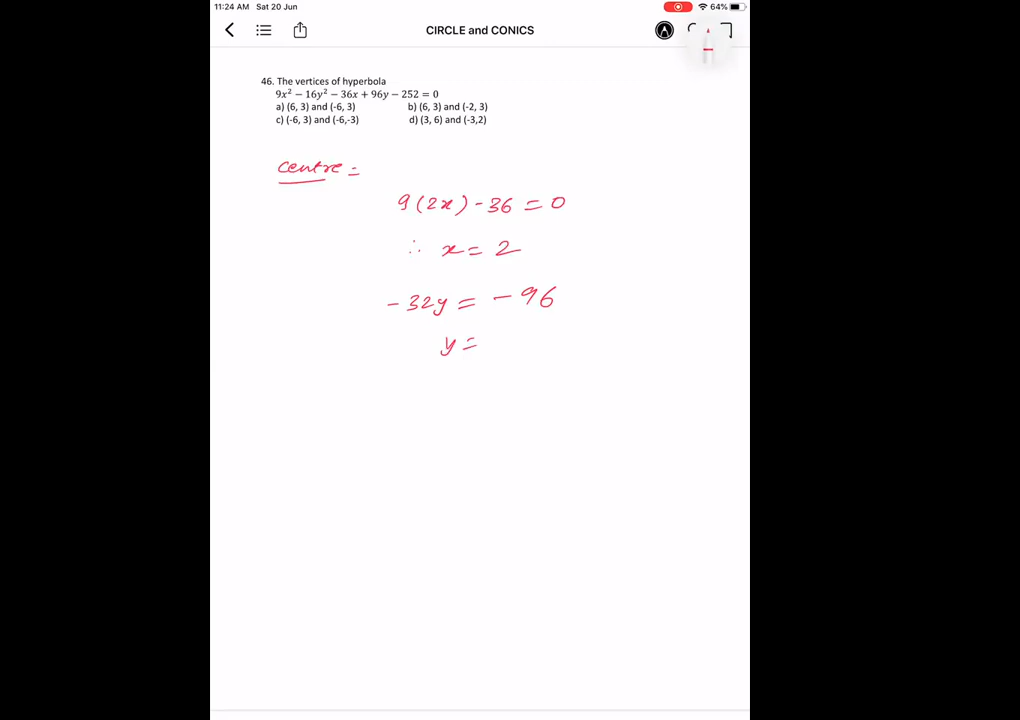 11:24 AM Sat 20 Jun 64%
CIRCLE and CONICS
46. The vertices of hyperbola
9x² − 16y² − 36x + 96y − 252 = 0
a) (6, 3) and (-6, 3) b) (6, 3) and (-2, 3)
c) (-6, 3) and (-6,-3) d) (3, 6) and (-3,2)
centre =
9(2x) - 36 = 0
∴ x = 2
- 32y = - 96
y =